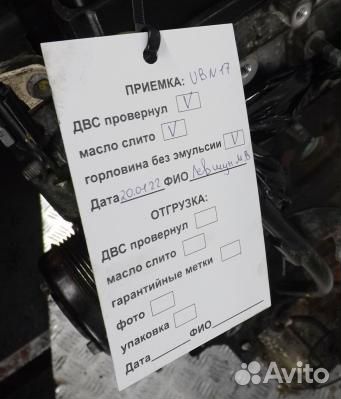 ПРИЕМКА: UBN17
ДВС провернул V
масло слито V
горловина без эмульсии V
Дата 20.01.22 ФИО Левшун М В
ОТГРУЗКА:
ДВС провернул
масло слито
гарантийные метки
фото
упаковка
Дата ФИО
Avito